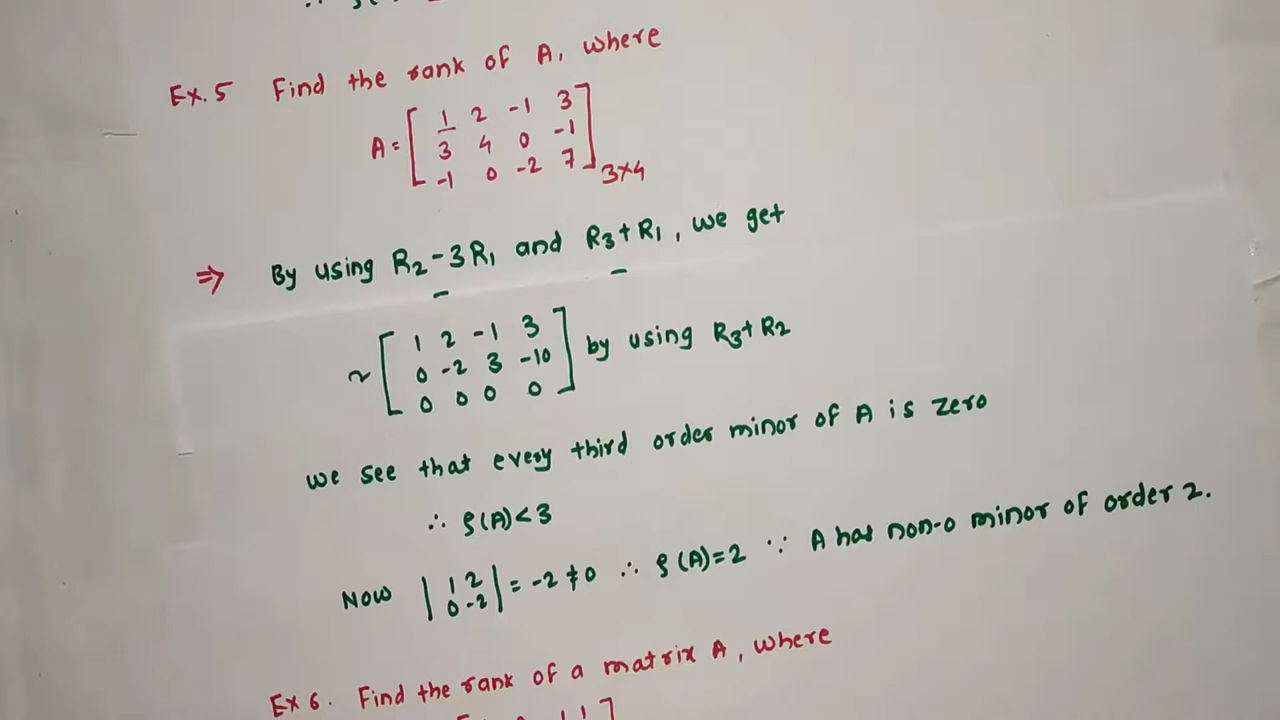 Ex.5 Find the rank of A, where
A = [ 1 2 -1 3
3 4 0 -1
-1 0 -2 7 ] 3×4
⇒ By using R2-3R1 and R3+R1, we get
~ [ 1 2 -1 3
0 -2 3 -10
0 0 0 0 ] by using R3+R2
we see that every third order minor of A is zero
∴ ρ(A)<3
Now | 1 2
0 -2 | = -2 ≠ 0 ∴ ρ(A)=2 ∵ A has non-0 minor of order 2.
Ex 6. Find the rank of a matrix A, where